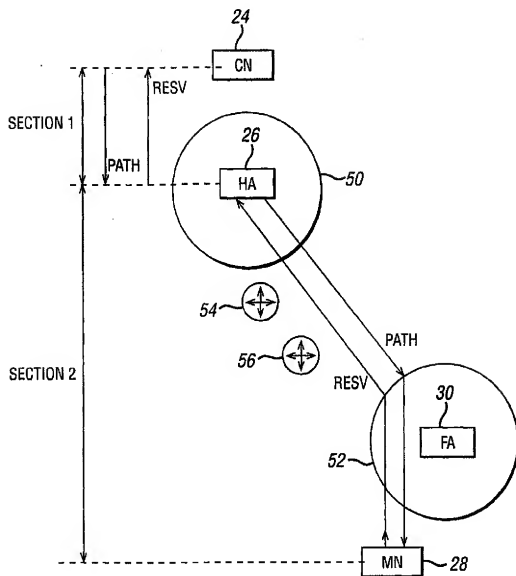 24
CN
RESV
SECTION 1
PATH
26
HA
50
54
56
PATH
SECTION 2
RESV
30
FA
52
MN
28